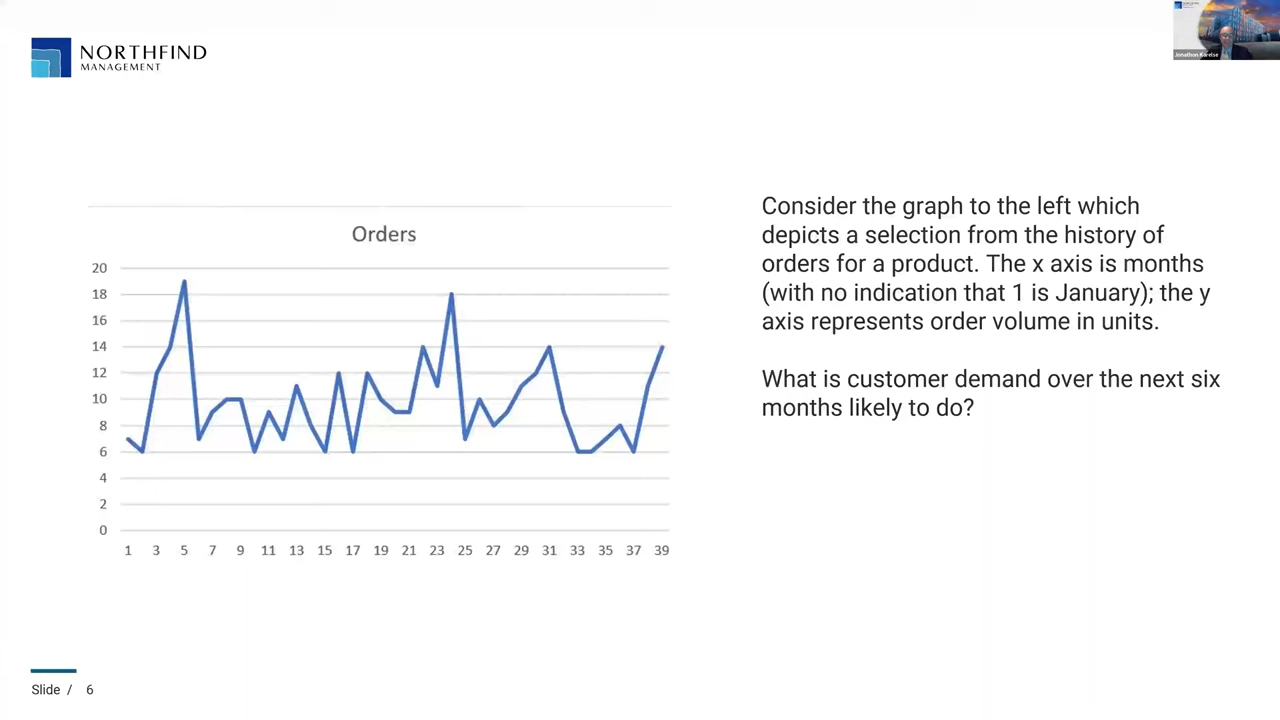 NORTHFIND
MANAGEMENT
Jonathon Karelse
Orders
20
18
16
14
12
10
8
6
4
2
0
1 3 5 7 9 11 13 15 17 19 21 23 25 27 29 31 33 35 37 39
Consider the graph to the left which
depicts a selection from the history of
orders for a product. The x axis is months
(with no indication that 1 is January); the y
axis represents order volume in units.
What is customer demand over the next six
months likely to do?
Slide / 6